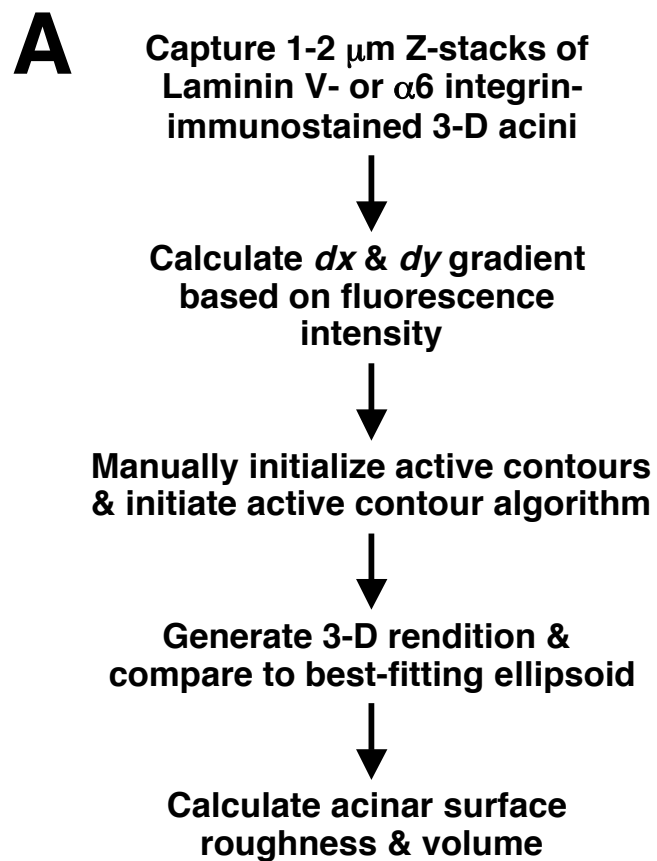 A
Capture 1-2 μm Z-stacks of
Laminin V- or α6 integrin-
immunostained 3-D acini
Calculate dx & dy gradient
based on fluorescence
intensity
Manually initialize active contours
& initiate active contour algorithm
Generate 3-D rendition &
compare to best-fitting ellipsoid
Calculate acinar surface
roughness & volume